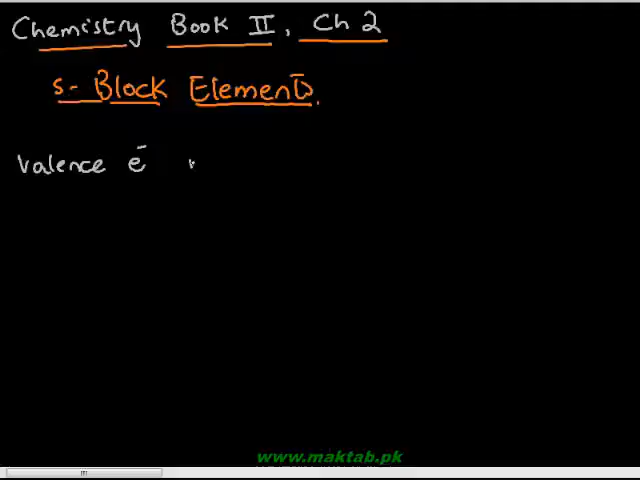 Chemistry Book II, Ch 2
s- Block Elements.
Valence e⁻
www.maktab.pk